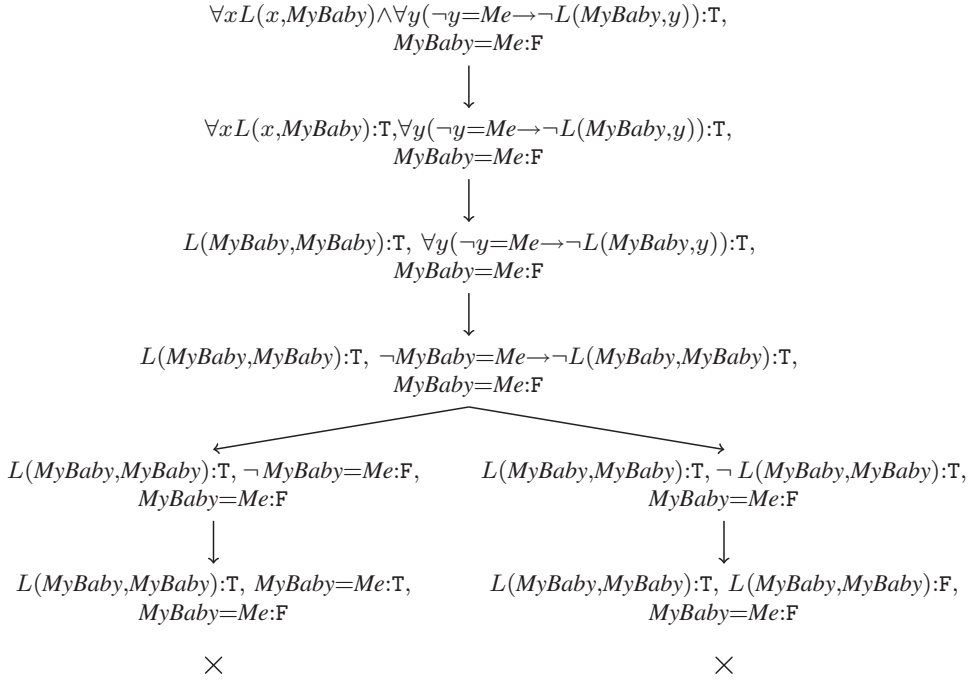 ∀xL(x,MyBaby)∧∀y(¬y=Me→¬L(MyBaby,y)):T,
MyBaby=Me:F
∀xL(x,MyBaby):T,∀y(¬y=Me→¬L(MyBaby,y)):T,
MyBaby=Me:F
L(MyBaby,MyBaby):T, ∀y(¬y=Me→¬L(MyBaby,y)):T,
MyBaby=Me:F
L(MyBaby,MyBaby):T, ¬MyBaby=Me→¬L(MyBaby,MyBaby):T,
MyBaby=Me:F
L(MyBaby,MyBaby):T, ¬ MyBaby=Me:F,
MyBaby=Me:F
L(MyBaby,MyBaby):T, ¬ L(MyBaby,MyBaby):T,
MyBaby=Me:F
L(MyBaby,MyBaby):T, MyBaby=Me:T,
MyBaby=Me:F
×
L(MyBaby,MyBaby):T, L(MyBaby,MyBaby):F,
MyBaby=Me:F
×